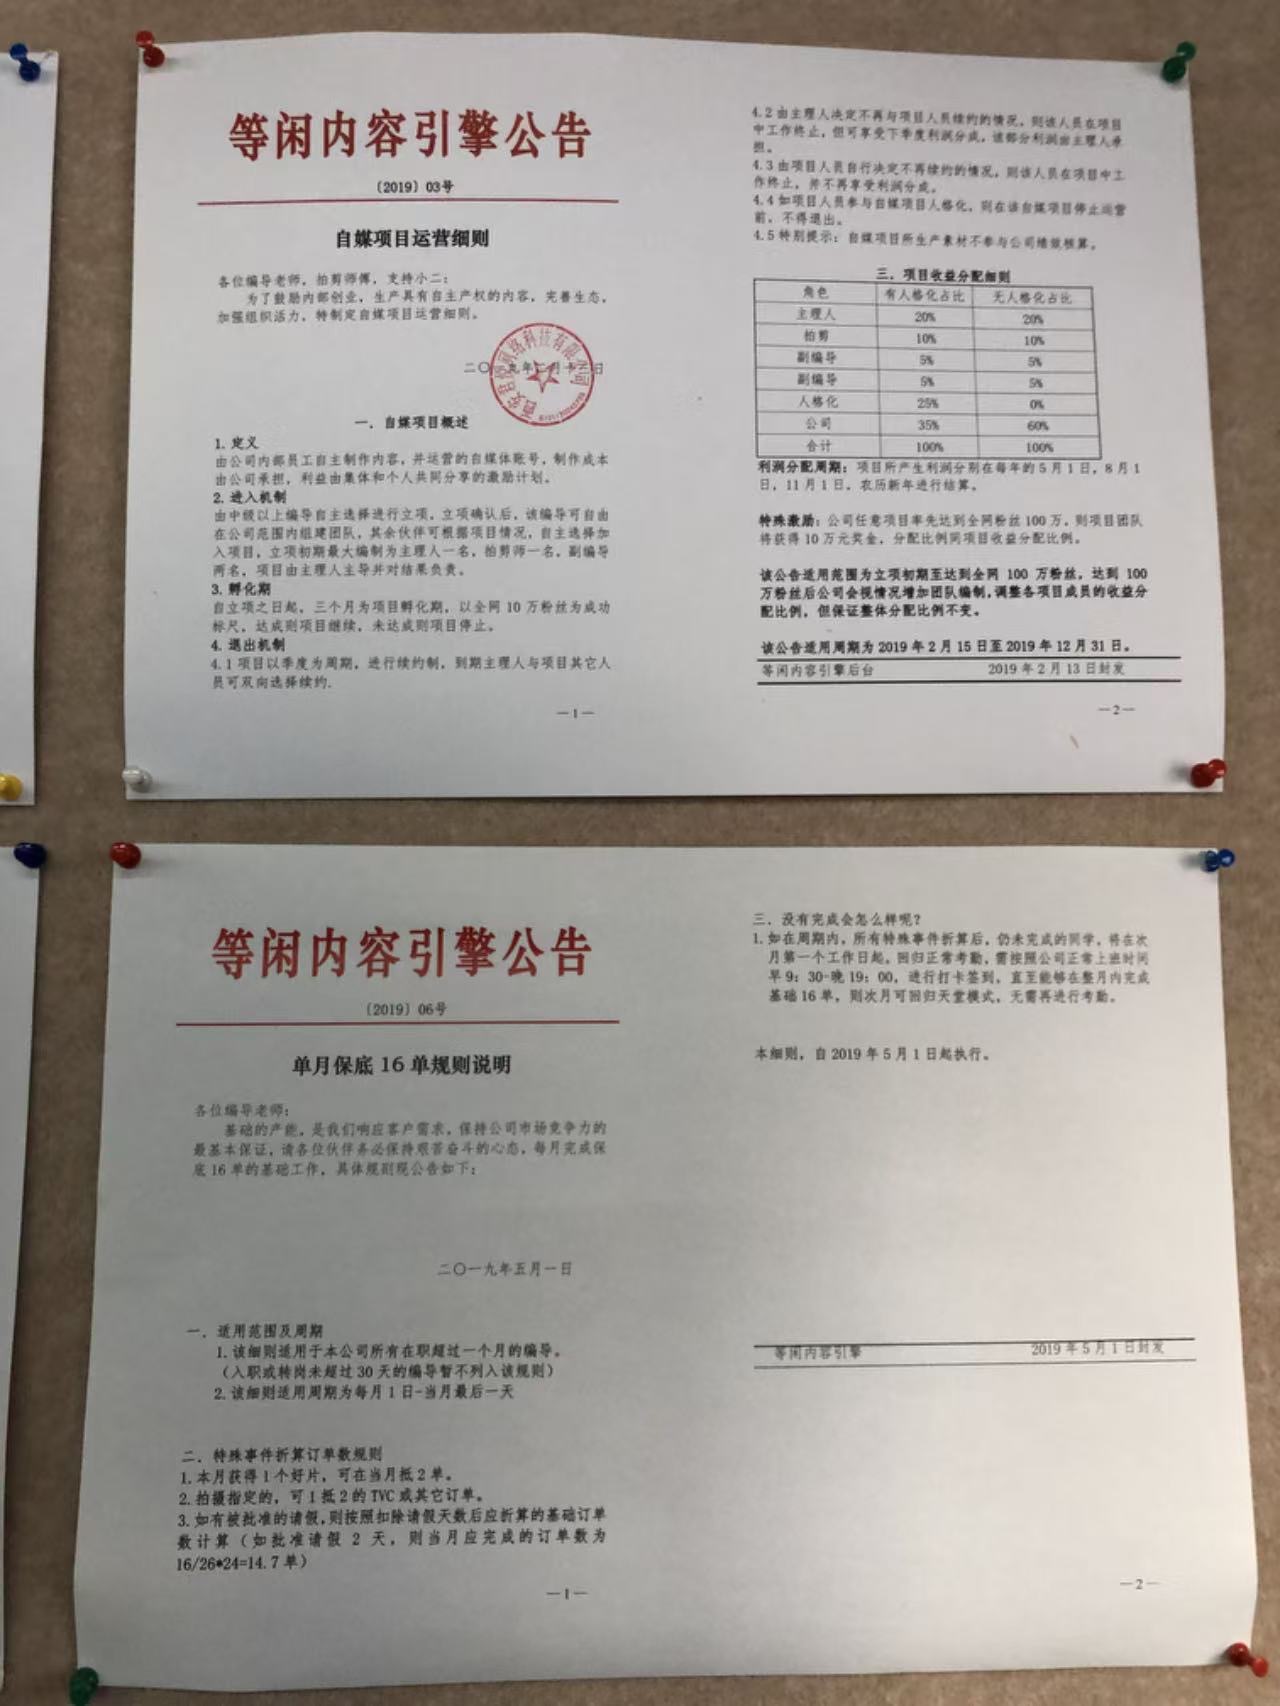 等闲内容引擎公告
〔2019〕03号
自媒项目运营细则
各位编导老师，拍剪师傅，支持小二：
为了鼓励内部创业，生产具有自主产权的内容，完善生态，
加强组织活力，特制定自媒项目运营细则。
一、自媒项目概述
1. 定义
由公司内部员工自主制作内容，并运营的自媒体账号，制作成本
由公司承担，利益由集体和个人共同分享的激励计划。
2. 进入机制
由中级以上编导自主选择进行立项，立项确认后，该编导可自由
在公司范围内组建团队，其余伙伴可根据项目情况，自主选择加
入项目，立项初期最大编制为主理人一名，拍剪师一名，副编导
两名，项目由主理人主导并对结果负责。
3. 孵化期
自立项之日起，三个月为项目孵化期，以全网 10 万粉丝为成功
标尺，达成则项目继续，未达成则项目停止。
4. 退出机制
4.1 项目以季度为周期，进行续约制，到期主理人与项目其它人
员可双向选择续约.
—1—
4.2 由主理人决定不再与项目人员续约的情况，则该人员在项目
中工作终止，但可享受下季度利润分成，该部分利润由主理人承
担。
4.3 由项目人员自行决定不再续约的情况，则该人员在项目中工
作终止，并不再享受利润分成。
4.4 如项目人员参与自媒项目人格化，则在该自媒项目停止运营
前，不得退出。
4.5 特别提示：自媒项目所生产素材不参与公司绩效核算。
三、项目收益分配细则
角色 有人格化占比 无人格化占比
主理人 20% 20%
拍剪 10% 10%
副编导 5% 5%
副编导 5% 5%
人格化 25% 0%
公司 35% 60%
合计 100% 100%
利润分配周期：项目所产生利润分别在每年的 5 月 1 日，8 月 1
日，11 月 1 日，农历新年进行结算。
特殊激励：公司任意项目率先达到全网粉丝 100 万，则项目团队
将获得 10 万元奖金，分配比例同项目收益分配比例。
该公告适用范围为立项初期至达到全网 100 万粉丝，达到 100
万粉丝后公司会视情况增加团队编制，调整各项目成员的收益分
配比例，但保证整体分配比例不变。
该公告适用周期为 2019 年 2 月 15 日至 2019 年 12 月 31 日。
等闲内容引擎后台 2019 年 2 月 13 日封发
—2—
等闲内容引擎公告
〔2019〕06号
单月保底 16 单规则说明
各位编导老师：
基础的产能，是我们响应客户需求，保持公司市场竞争力的
最基本保证，请各位伙伴务必保持艰苦奋斗的心态，每月完成保
底 16 单的基础工作，具体规则现公告如下：
二〇一九年五月一日
一、适用范围及周期
1. 该细则适用于本公司所有在职超过一个月的编导。
（入职或转岗未超过 30 天的编导暂不列入该规则）
2. 该细则适用周期为每月 1 日-当月最后一天
二、特殊事件折算订单数规则
1. 本月获得 1 个好片，可在当月抵 2 单。
2. 拍摄指定的，可 1 抵 2 的 TVC 或其它订单。
3. 如有被批准的请假，则按照扣除请假天数后应折算的基础订单
数计算（如批准请假 2 天，则当月应完成的订单数为
16/26*24=14.7 单）
—1—
三、没有完成会怎么样呢？
1. 如在周期内，所有特殊事件折算后，仍未完成的同学，将在次
月第一个工作日起，回归正常考勤，需按照公司正常上班时间
早 9：30-晚 19：00，进行打卡签到，直至能够在整月内完成
基础 16 单，则次月可回归天堂模式，无需再进行考勤。
本细则，自 2019 年 5 月 1 日起执行。
等闲内容引擎 2019 年 5 月 1 日封发
—2—